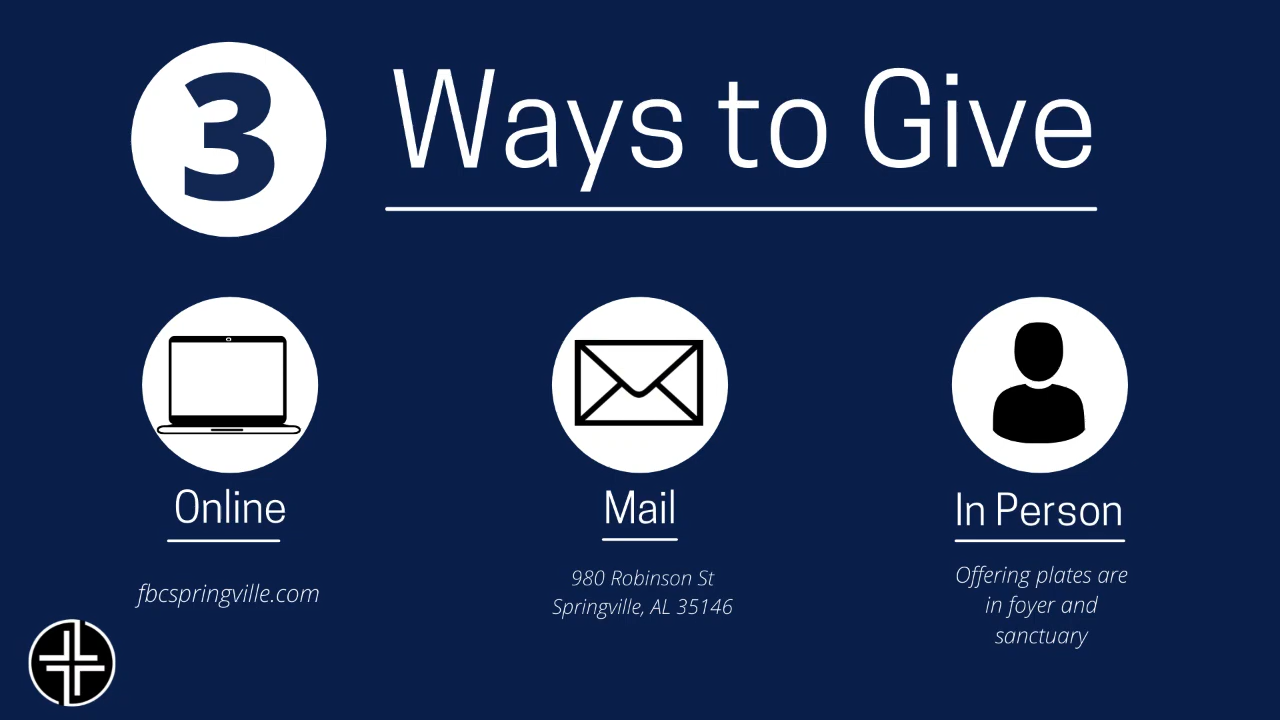 3 Ways to Give
Online
fbcspringville.com
Mail
980 Robinson St
Springville, AL 35146
In Person
Offering plates are
in foyer and
sanctuary